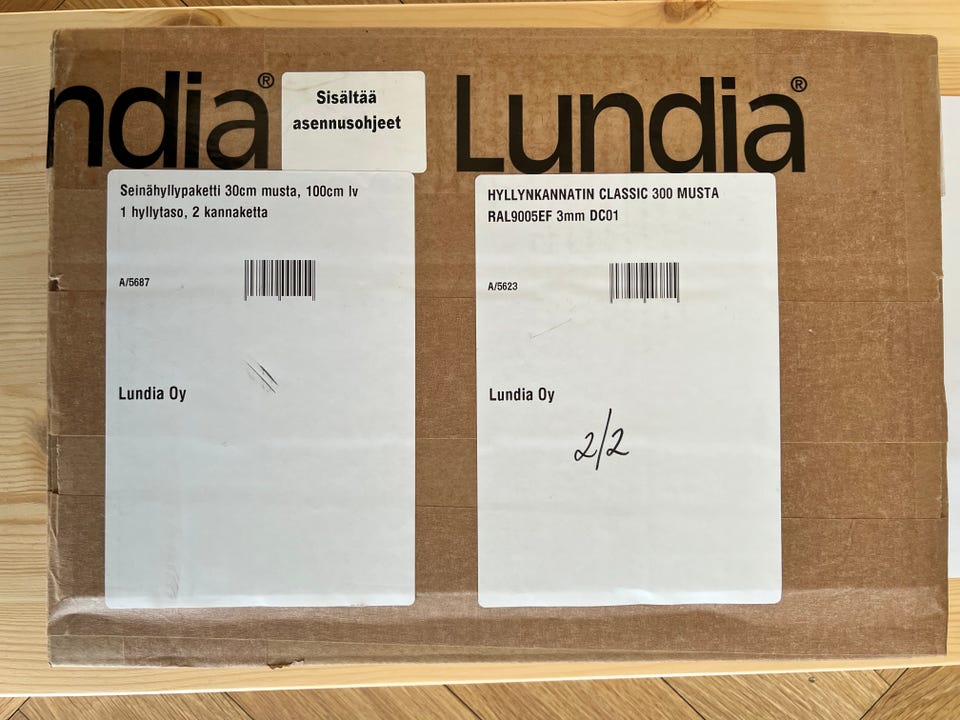 ndia®
Lundia®
Sisältää
asennusohjeet
Seinähyllypaketti 30cm musta, 100cm lv
1 hyllytaso, 2 kannaketta
A/5687
Lundia Oy
HYLLYNKANNATIN CLASSIC 300 MUSTA
RAL9005EF 3mm DC01
A/5623
Lundia Oy
2/2